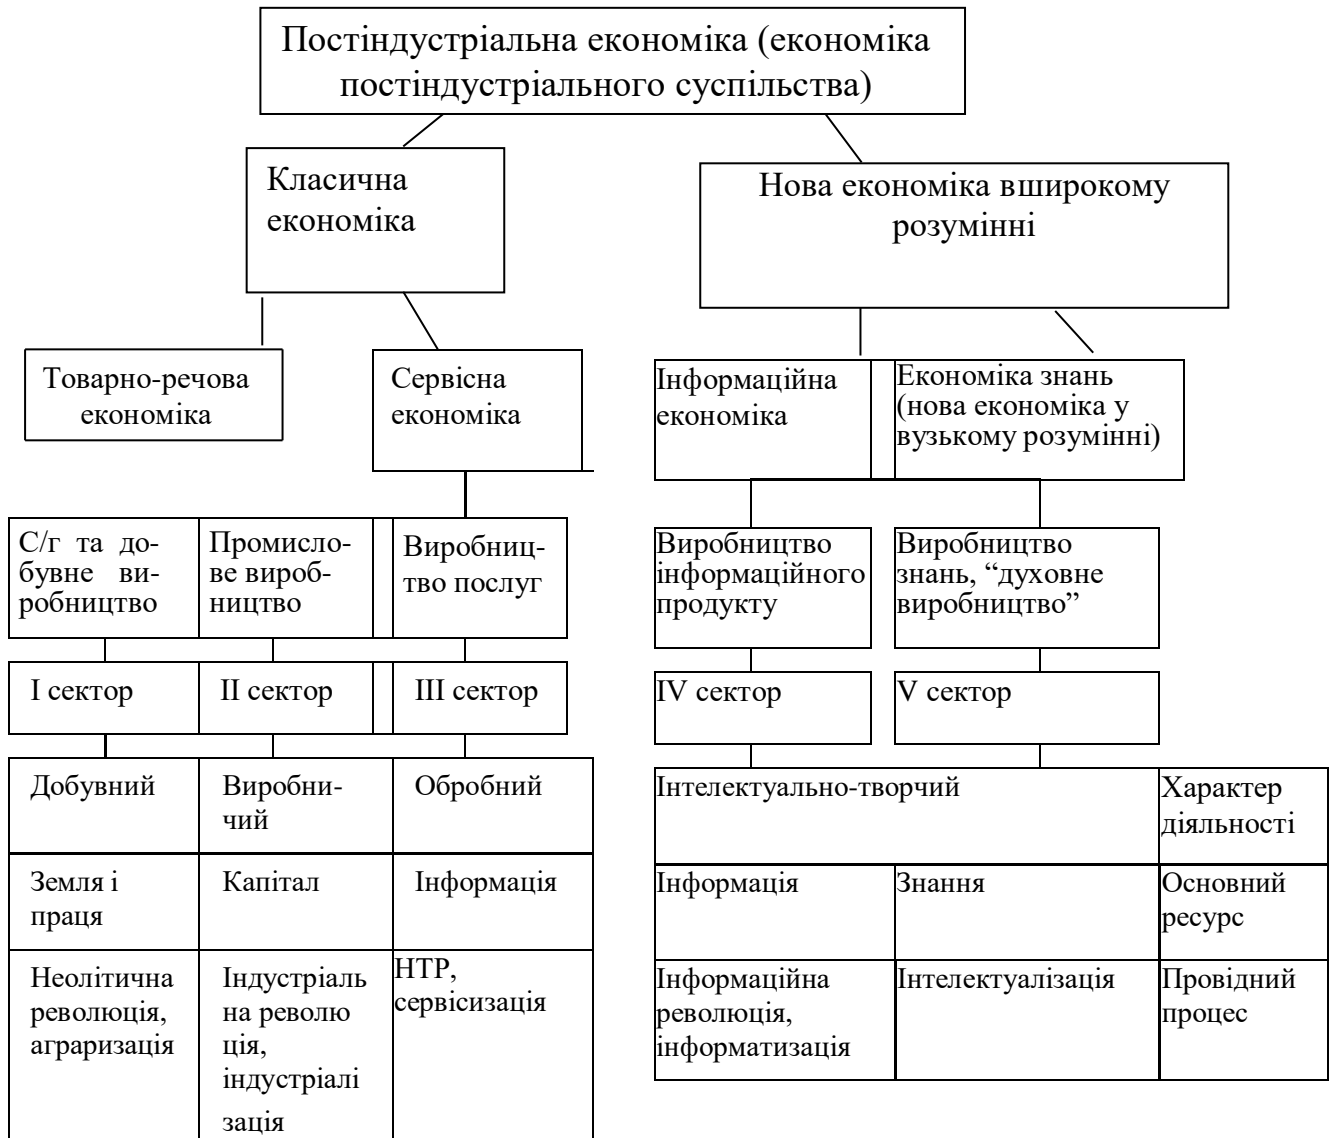 Постіндустріальна економіка (економіка
постіндустріального суспільства)
Класична
економіка
Нова економіка вширокому
розумінні
Товарно-речова
економіка
Сервісна
економіка
Інформаційна
економіка
Економіка знань
(нова економіка у
вузькому розумінні)
С/г та до-
бувне ви-
робництво
Промисло-
ве вироб-
ництво
Виробниц-
тво послуг
Виробництво
інформаційного
продукту
Виробництво
знань, “духовне
виробництво”
I сектор
II сектор
III сектор
IV сектор
V сектор
Добувний
Виробни-
чий
Обробний
Інтелектуально-творчий
Характер
діяльності
Земля і
праця
Капітал
Інформація
Інформація
Знання
Основний
ресурс
Неолітична
революція,
аграризація
Індустріаль
на револю
ція,
індустріалі
зація
НТР,
сервісизація
Інформаційна
революція,
інформатизація
Інтелектуалізація
Провідний
процес